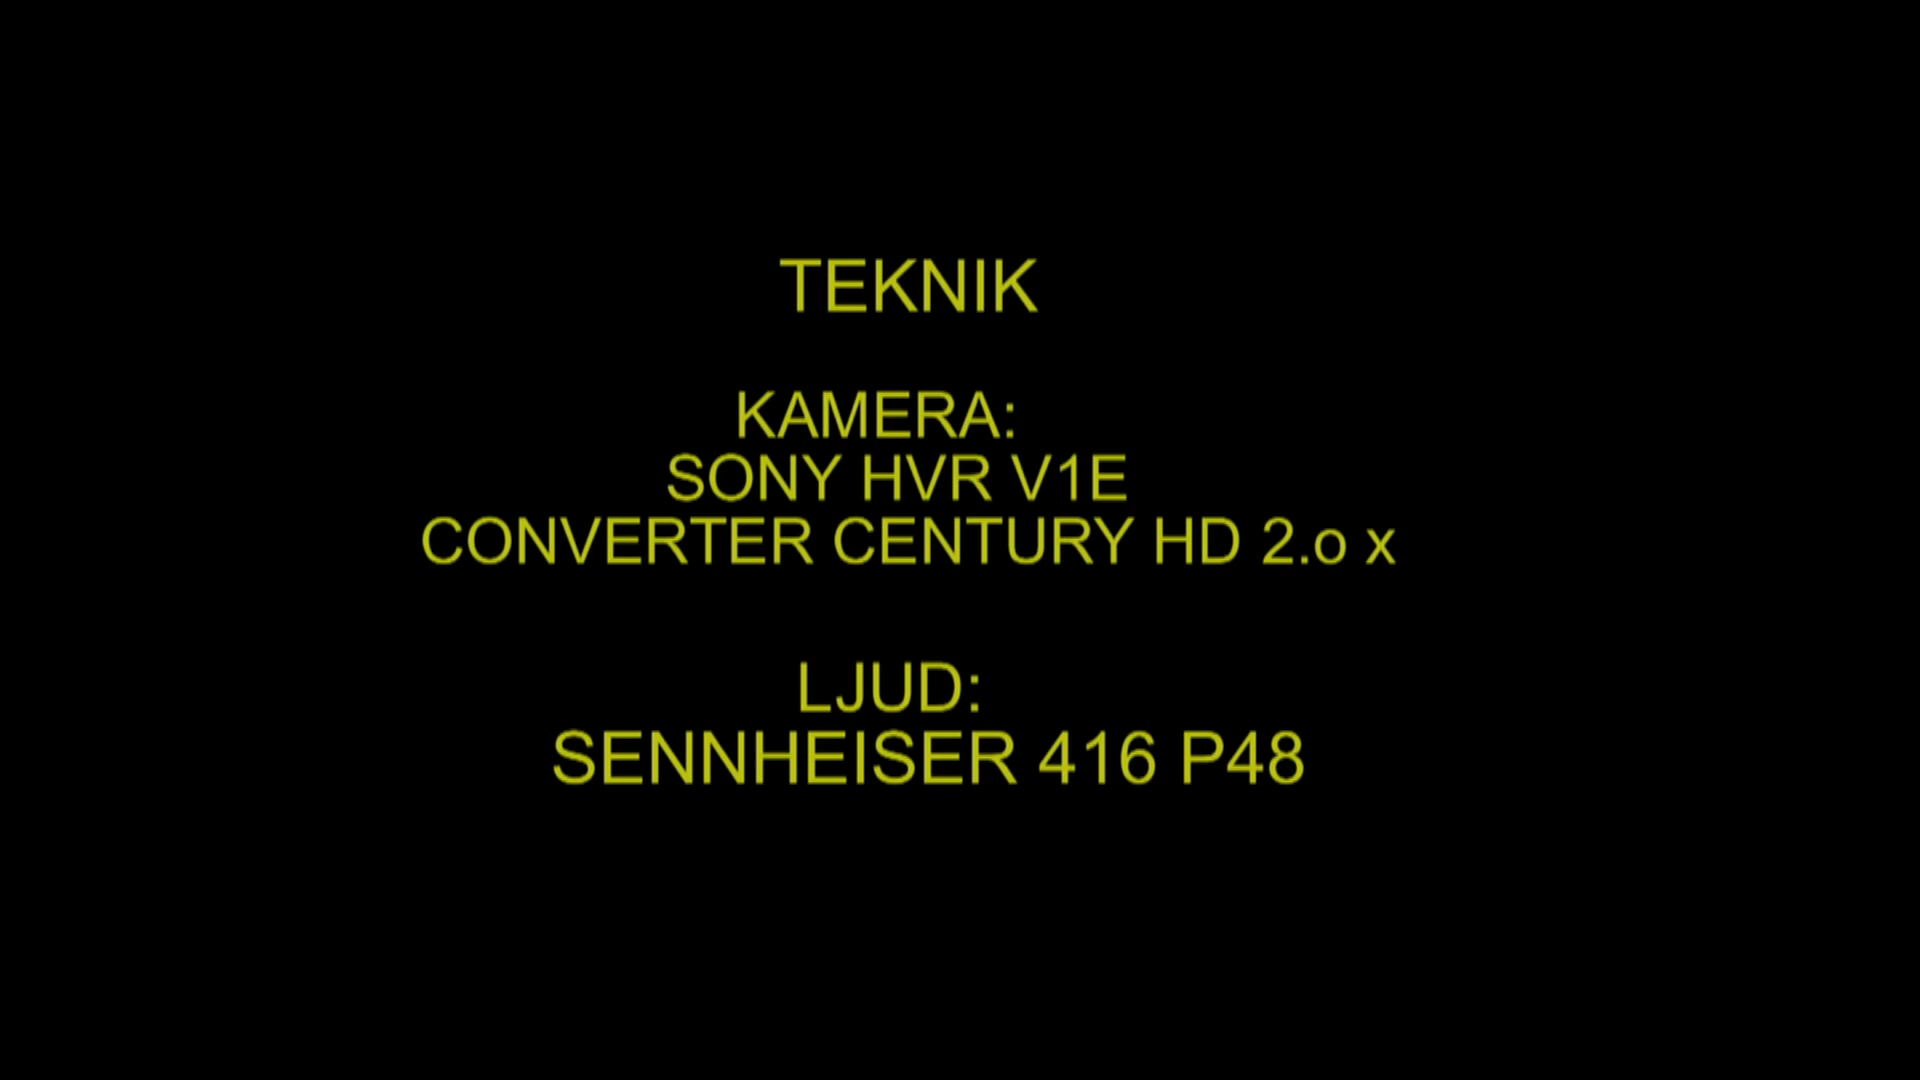 TEKNIK
KAMERA:
SONY HVR V1E
CONVERTER CENTURY HD 2.o x
LJUD:
SENNHEISER 416 P48